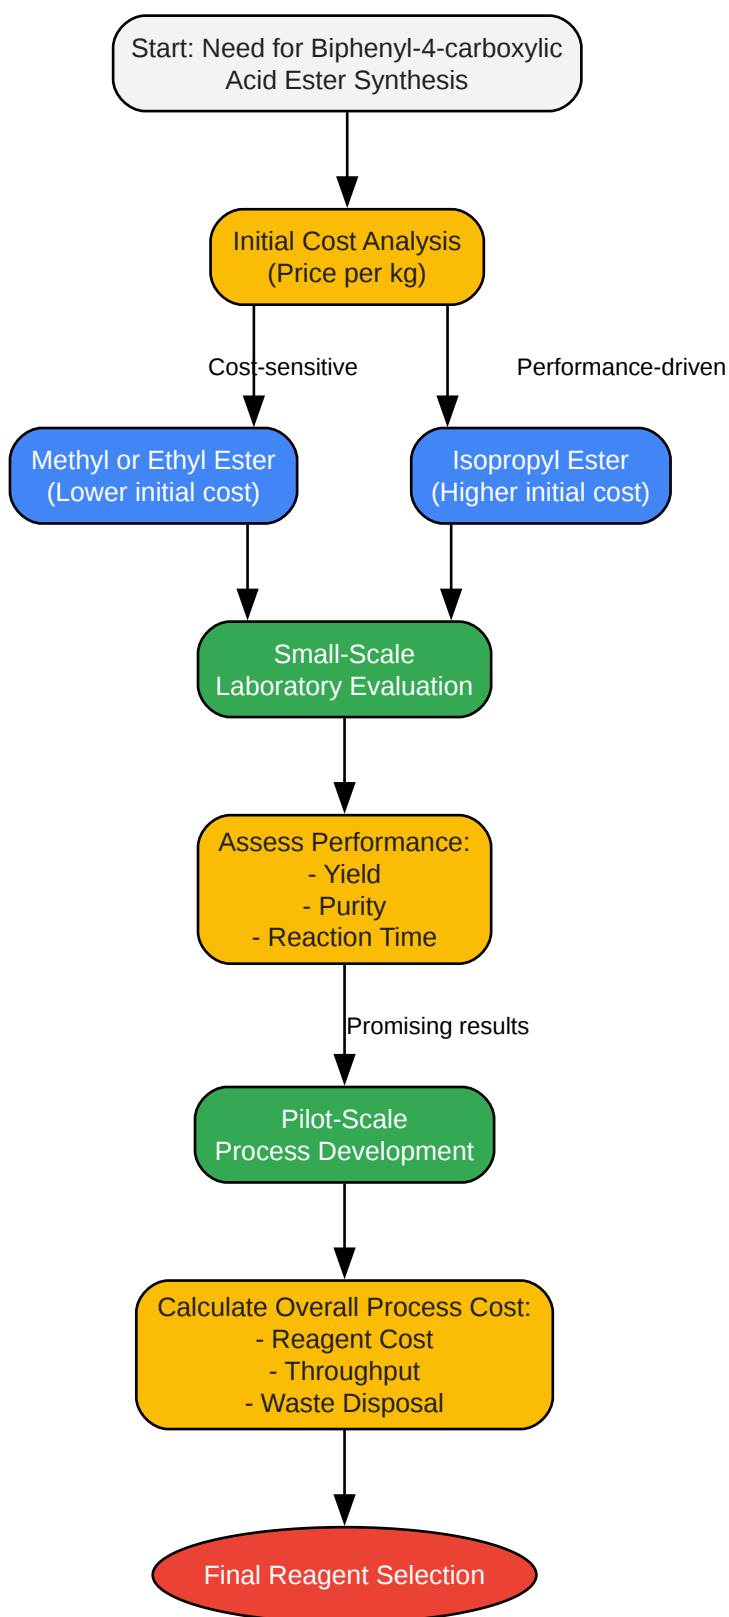 Start: Need for Biphenyl-4-carboxylic
Acid Ester Synthesis
Initial Cost Analysis
(Price per kg)
Cost-sensitive
Performance-driven
Methyl or Ethyl Ester
(Lower initial cost)
Isopropyl Ester
(Higher initial cost)
Small-Scale
Laboratory Evaluation
Assess Performance:
- Yield
- Purity
- Reaction Time
Promising results
Pilot-Scale
Process Development
Calculate Overall Process Cost:
- Reagent Cost
- Throughput
- Waste Disposal
Final Reagent Selection